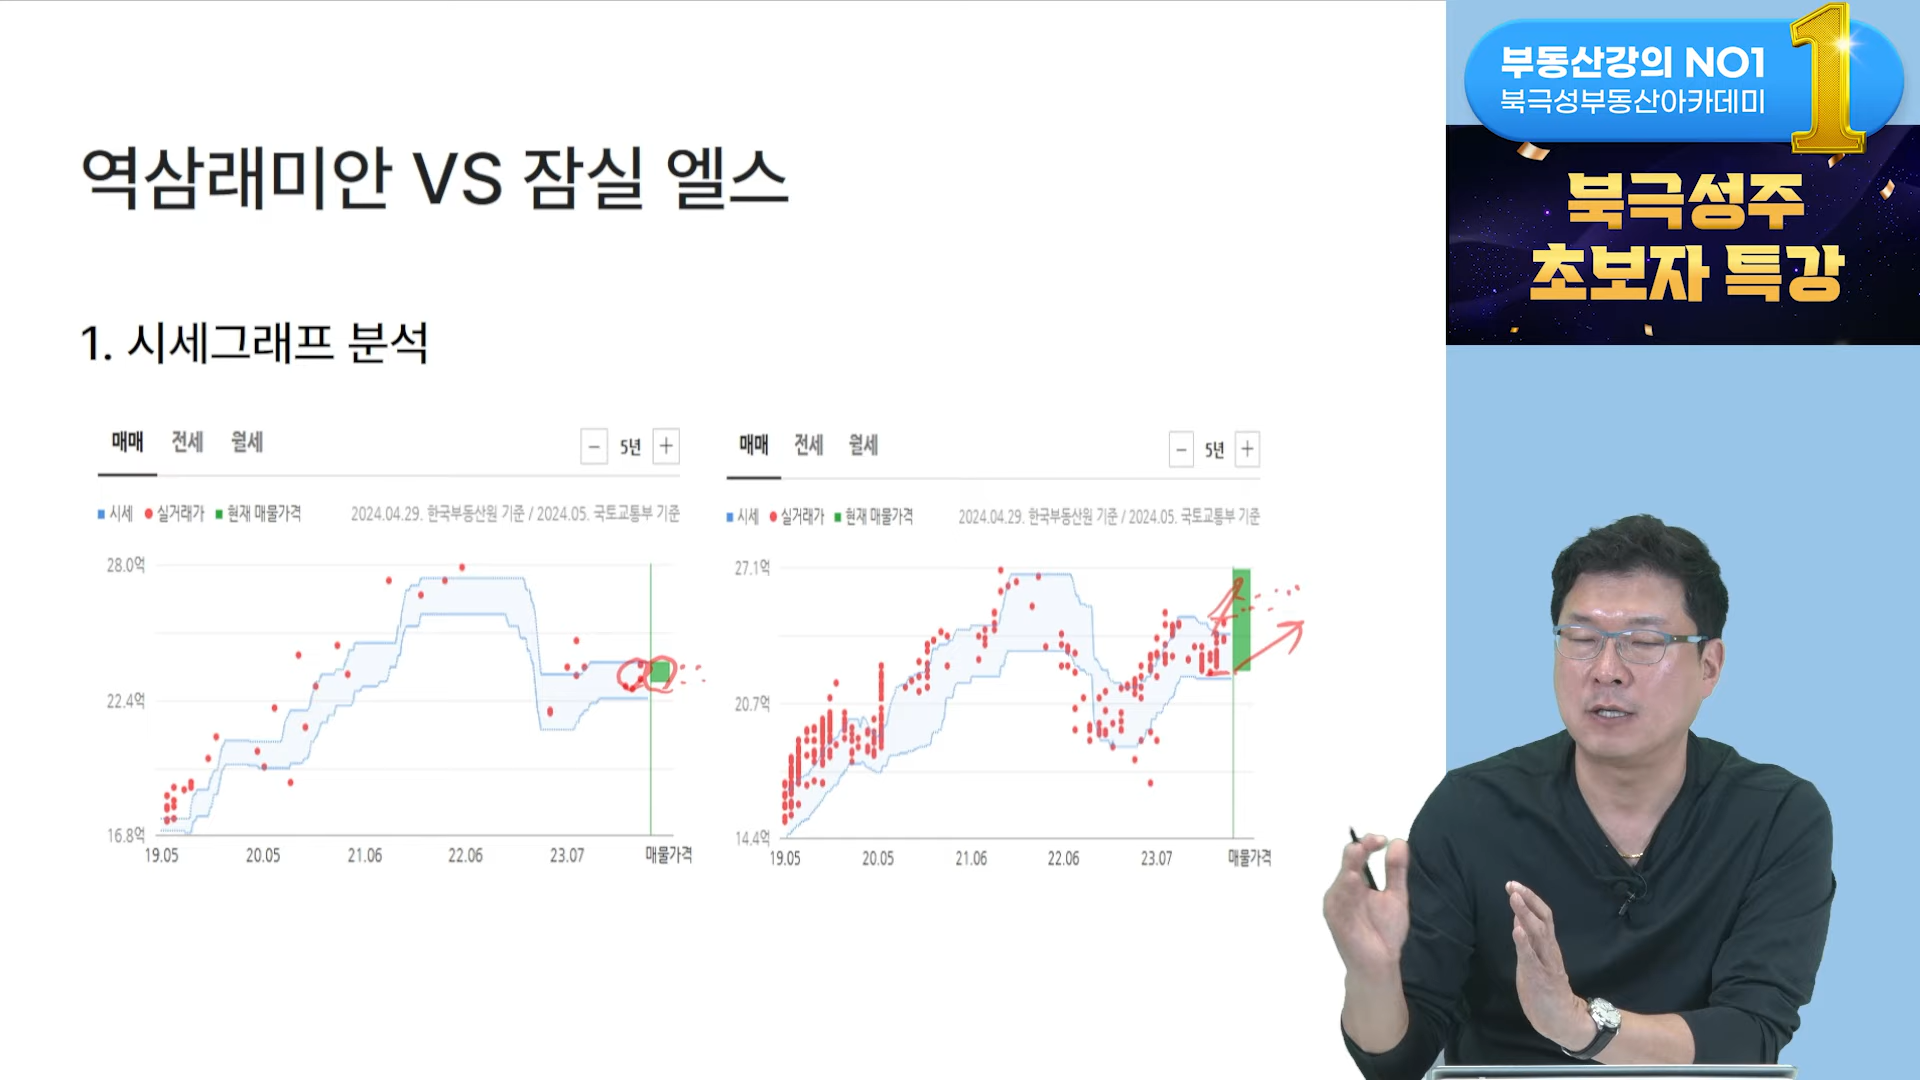 역삼래미안 VS 잠실 엘스
1. 시세그래프 분석
매매 전세 월세
− 5년 +
시세 실거래가 현재 매물가격
2024.04.29. 한국부동산원 기준 / 2024.05. 국토교통부 기준
28.0억
22.4억
16.8억
19.05 20.05 21.06 22.06 23.07 매물가격
매매 전세 월세
− 5년 +
시세 실거래가 현재 매물가격
2024.04.29. 한국부동산원 기준 / 2024.05. 국토교통부 기준
27.1억
20.7억
14.4억
19.05 20.05 21.06 22.06 23.07 매물가격
부동산강의 NO1
북극성부동산아카데미
1
북극성주
초보자 특강